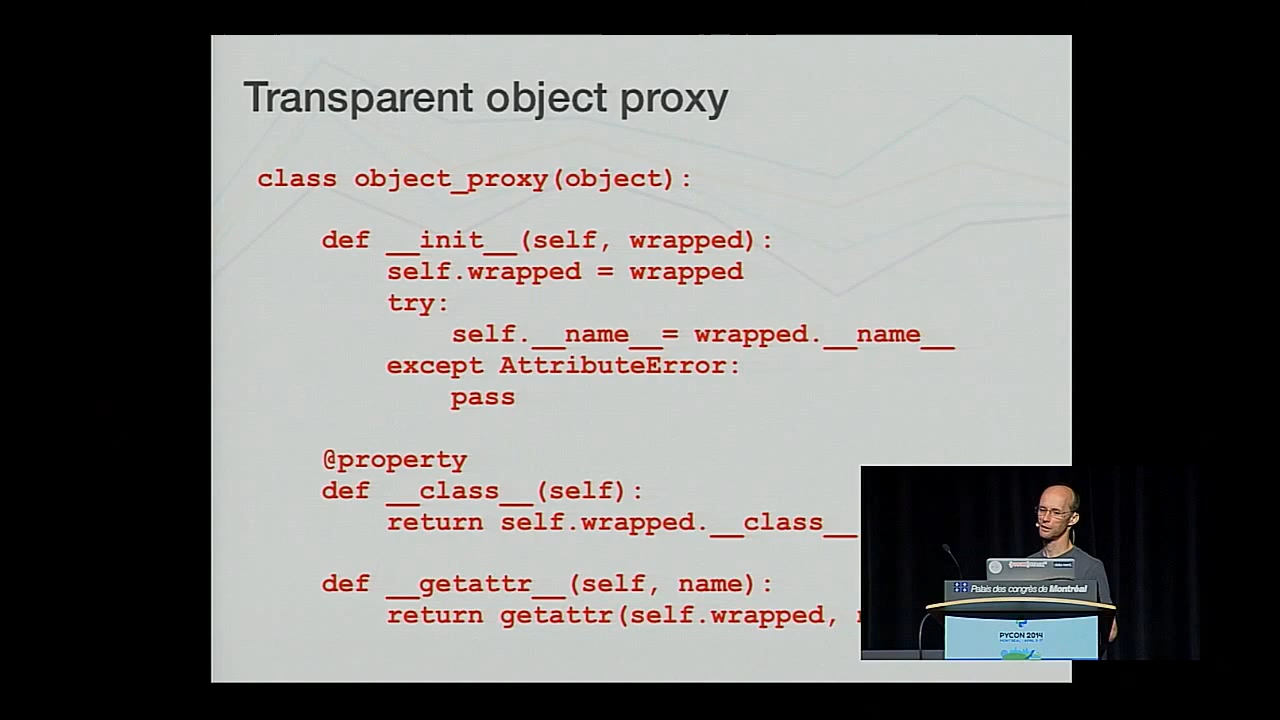 Transparent object proxy
class object_proxy(object):
def __init__(self, wrapped):
self.wrapped = wrapped
try:
self.__name__= wrapped.__name__
except AttributeError:
pass
@property
def __class__(self):
return self.wrapped.__class__
def __getattr__(self, name):
return getattr(self.wrapped,
Palais des congrès de Montréal
PYCON 2014